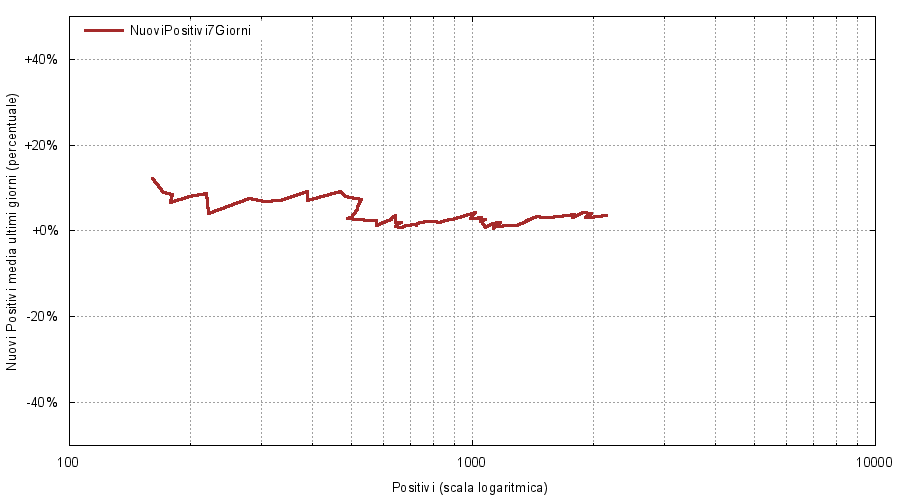 NuoviPositivi7Giorni
+40%
+20%
+0%
-20%
-40%
Nuovi Positivi media ultimi giorni (percentuale)
100
1000
10000
Positivi (scala logaritmica)